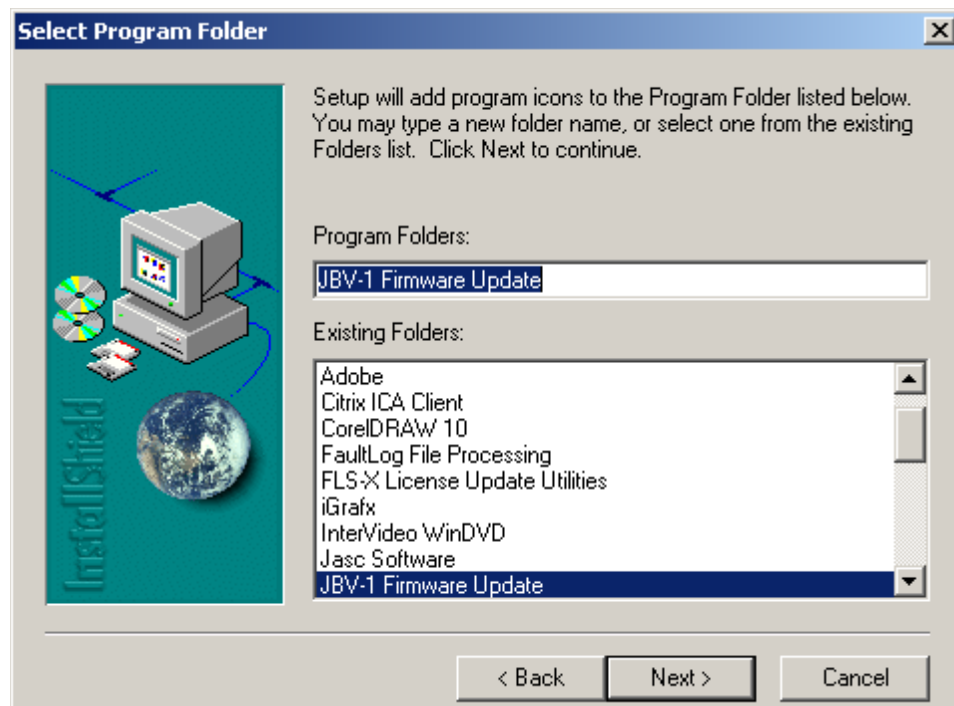 Select Program Folder
Setup will add program icons to the Program Folder listed below.
You may type a new folder name, or select one from the existing
Folders list.  Click Next to continue.
Program Folders:
JBV-1 Firmware Update
Existing Folders:
Adobe
Citrix ICA Client
CorelDRAW 10
FaultLog File Processing
FLS-X License Update Utilities
iGrafx
InterVideo WinDVD
Jasc Software
JBV-1 Firmware Update
InstallShield
< Back
Next >
Cancel